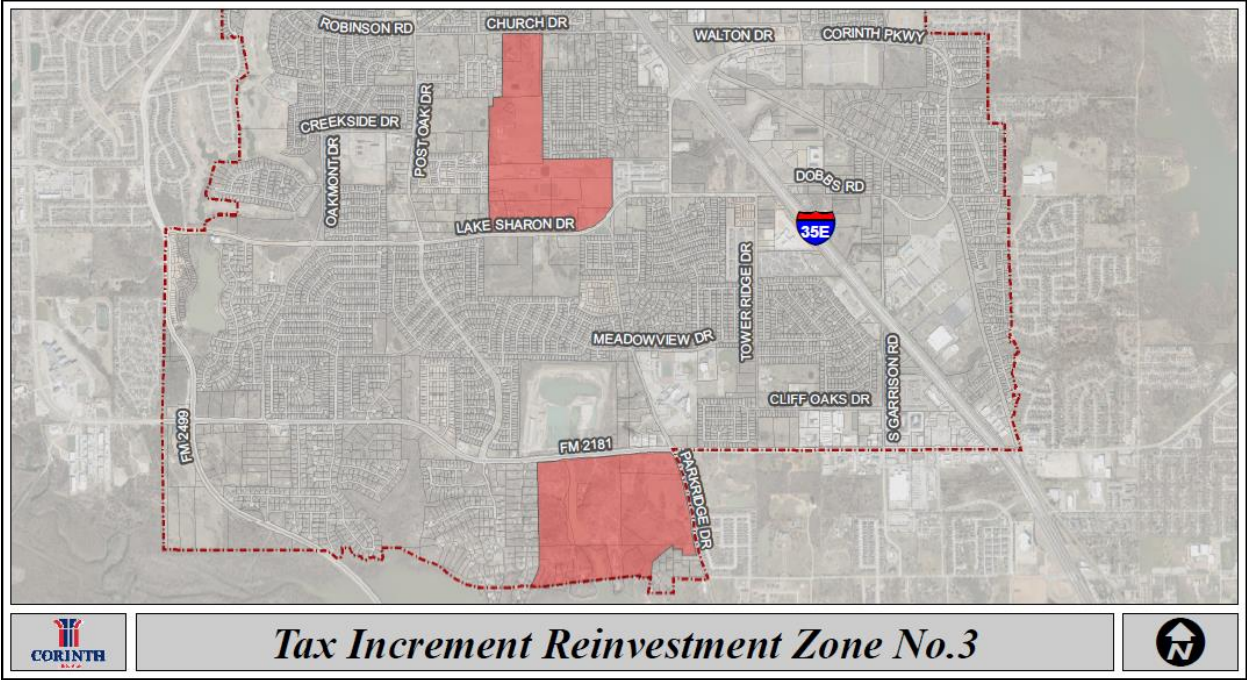 ROBINSON RD
CHURCH DR
WALTON DR
CORINTH PKWY
CREEKSIDE DR
OAKMONT DR
POST OAK DR
DOBBS RD
LAKE SHARON DR
35E
TOWER RIDGE DR
MEADOWVIEW DR
S GARRISON RD
CLIFF OAKS DR
FM 2499
FM 2181
PARKRIDGE DR
CORINTH
Tax Increment Reinvestment Zone No.3
N